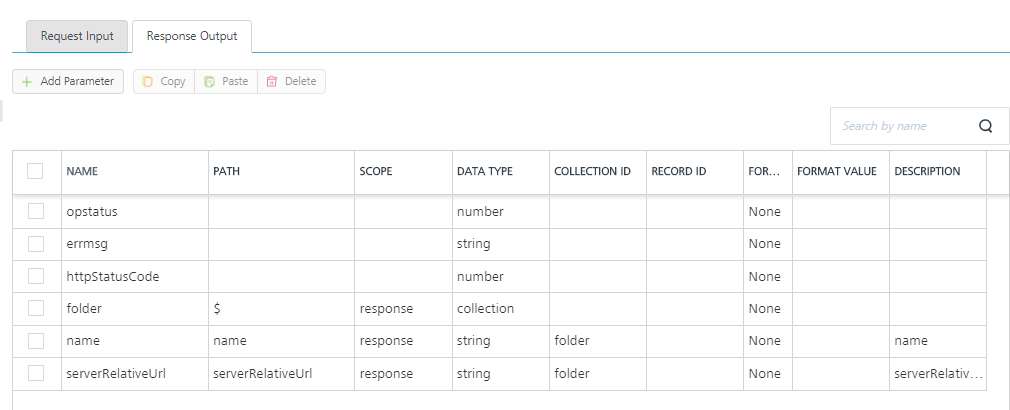 Request Input Response Output
Add Parameter Copy Paste Delete
Search by name
NAME PATH SCOPE DATA TYPE COLLECTION ID RECORD ID FOR... FORMAT VALUE DESCRIPTION
opstatus number None
errmsg string None
httpStatusCode number None
folder $ response collection None
name name response string folder None name
serverRelativeUrl serverRelativeUrl response string folder None serverRelativ...